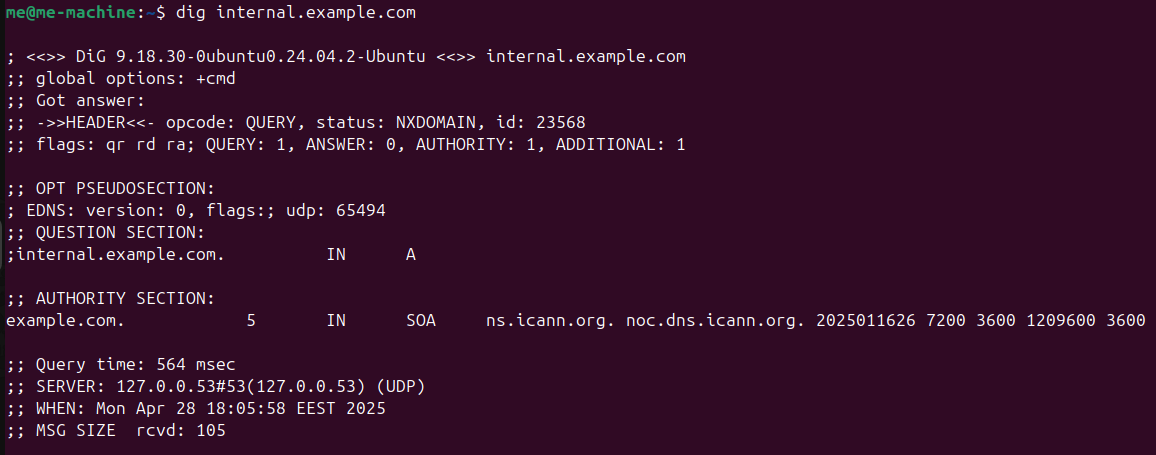 me@me-machine:~$ dig internal.example.com
; <<>> DiG 9.18.30-0ubuntu0.24.04.2-Ubuntu <<>> internal.example.com
;; global options: +cmd
;; Got answer:
;; ->>HEADER<<- opcode: QUERY, status: NXDOMAIN, id: 23568
;; flags: qr rd ra; QUERY: 1, ANSWER: 0, AUTHORITY: 1, ADDITIONAL: 1
;; OPT PSEUDOSECTION:
; EDNS: version: 0, flags:; udp: 65494
;; QUESTION SECTION:
;internal.example.com. IN A
;; AUTHORITY SECTION:
example.com. 5 IN SOA ns.icann.org. noc.dns.icann.org. 2025011626 7200 3600 1209600 3600
;; Query time: 564 msec
;; SERVER: 127.0.0.53#53(127.0.0.53) (UDP)
;; WHEN: Mon Apr 28 18:05:58 EEST 2025
;; MSG SIZE rcvd: 105